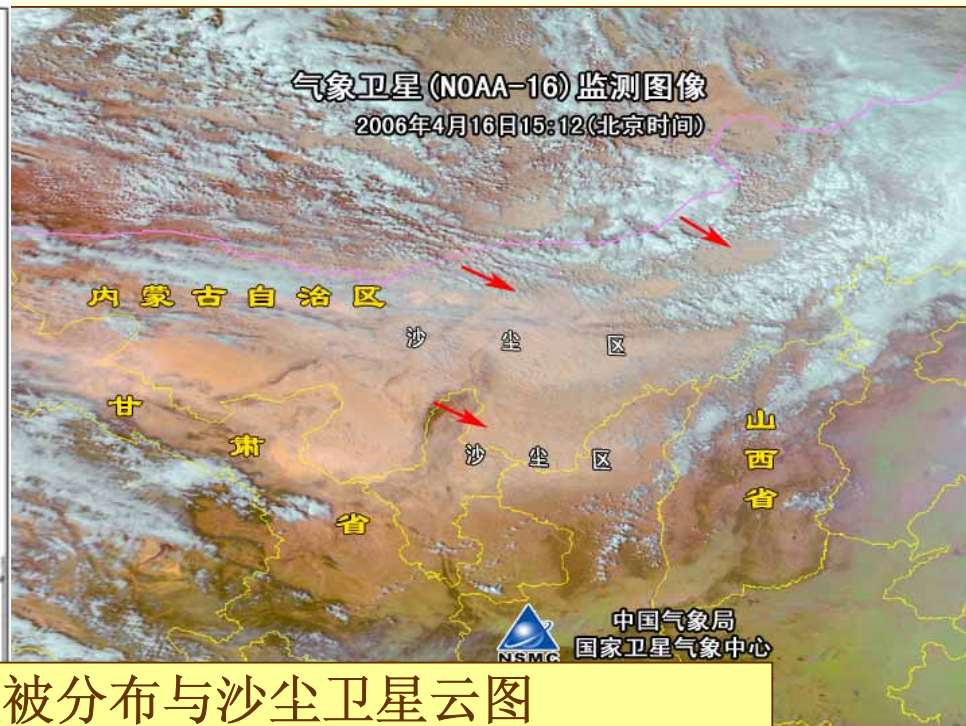 气象卫星(NOAA-16)监测图像
2006年4月16日15:12(北京时间)
内蒙古自治区
沙尘区
甘肃省
沙尘区
山西省
中国气象局
国家卫星气象中心
NSMC
被分布与沙尘卫星云图